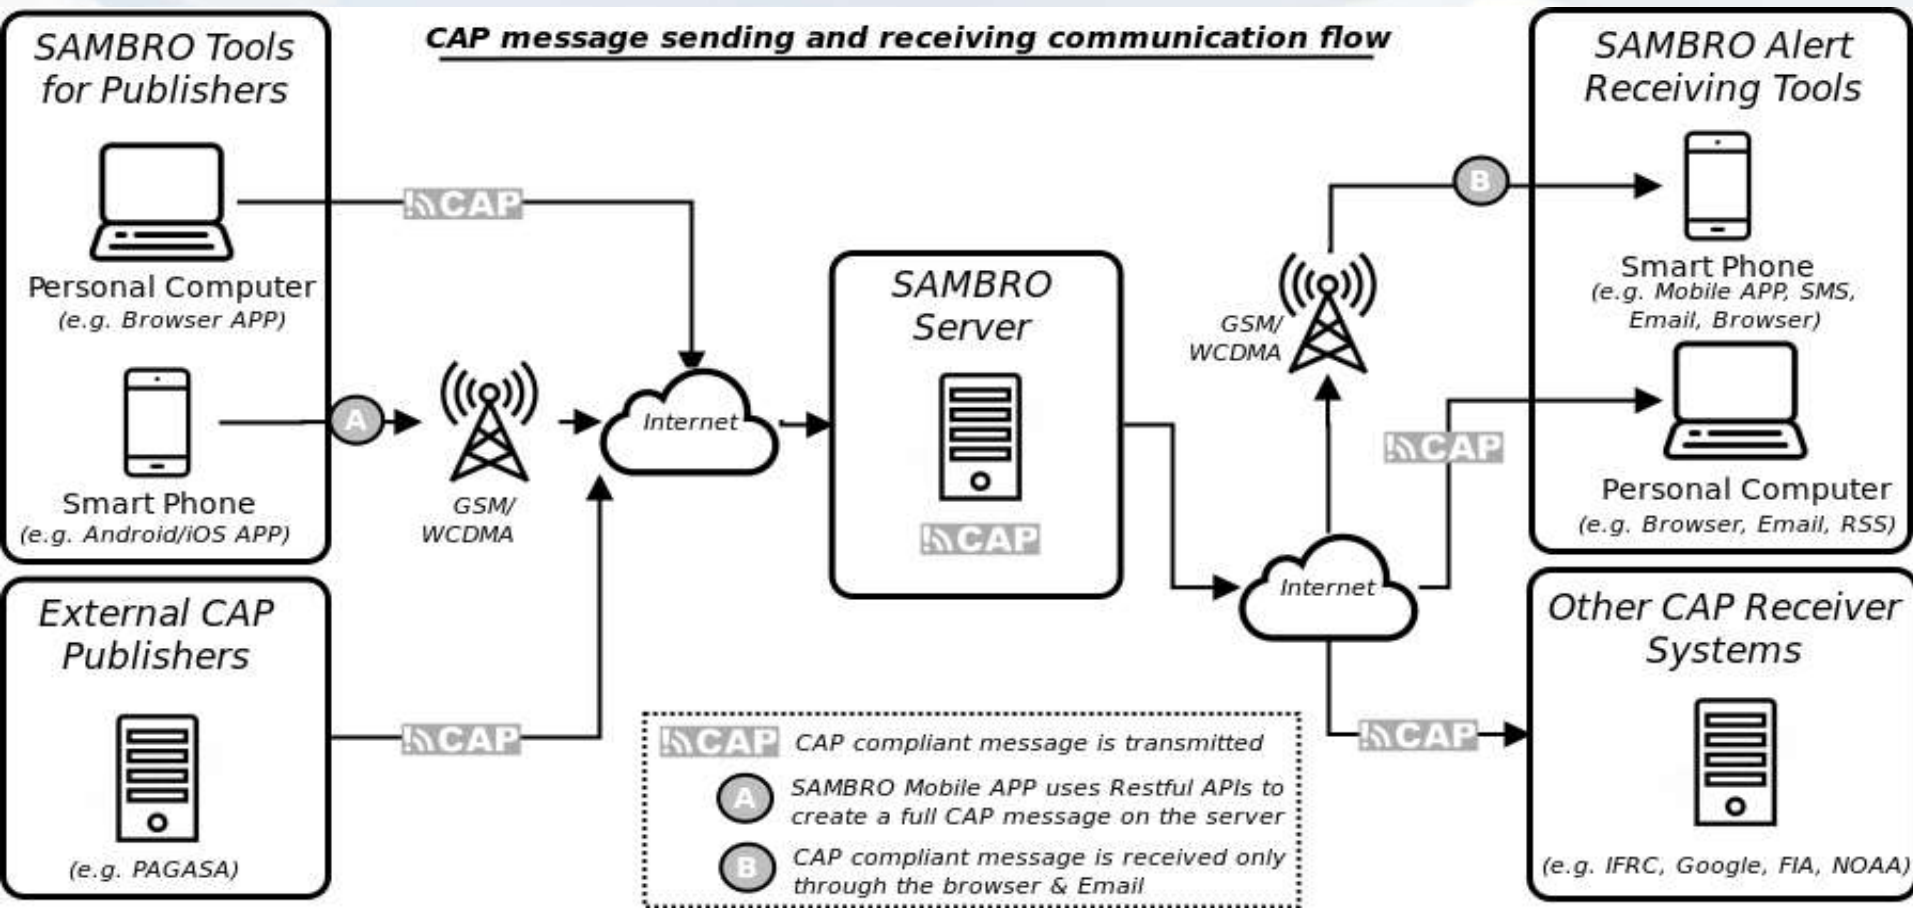 CAP message sending and receiving communication flow
SAMBRO Tools
for Publishers
Personal Computer
(e.g. Browser APP)
Smart Phone
(e.g. Android/iOS APP)
External CAP
Publishers
(e.g. PAGASA)
CAP
A
GSM/
WCDMA
CAP
Internet
SAMBRO
Server
CAP
GSM/
WCDMA
B
Internet
CAP
CAP
SAMBRO Alert
Receiving Tools
Smart Phone
(e.g. Mobile APP, SMS,
Email, Browser)
Personal Computer
(e.g. Browser, Email, RSS)
Other CAP Receiver
Systems
(e.g. IFRC, Google, FIA, NOAA)
CAP CAP compliant message is transmitted
A SAMBRO Mobile APP uses Restful APIs to
create a full CAP message on the server
B CAP compliant message is received only
through the browser & Email